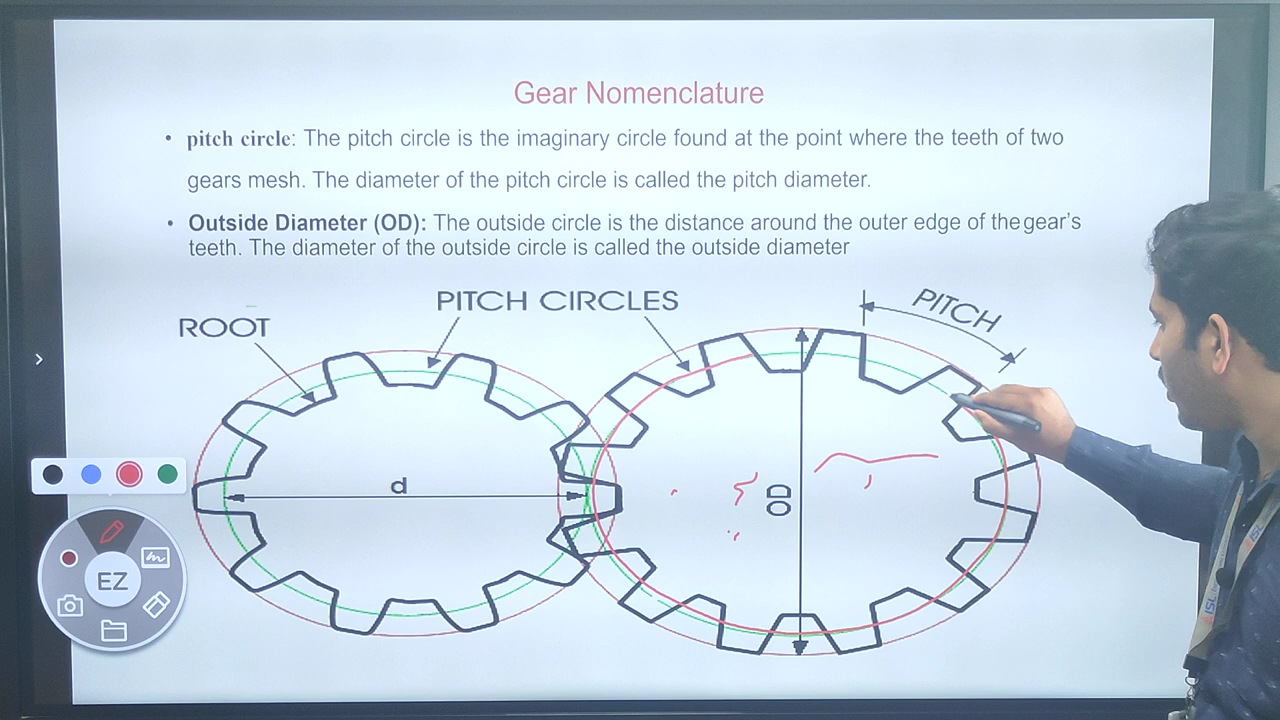 Gear Nomenclature
• pitch circle: The pitch circle is the imaginary circle found at the point where the teeth of two
gears mesh. The diameter of the pitch circle is called the pitch diameter.
• Outside Diameter (OD): The outside circle is the distance around the outer edge of the gear's
teeth. The diameter of the outside circle is called the outside diameter
PITCH CIRCLES
PITCH
ROOT
d
OD
EZ
ISL
ISL